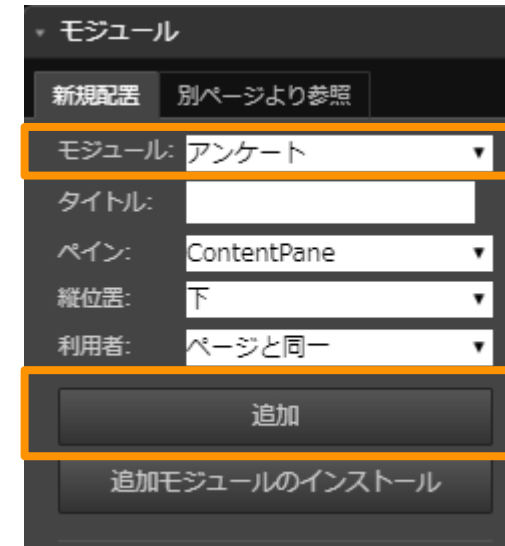 モジュール
新規配置 別ページより参照
モジュール: アンケート
タイトル:
ペイン: ContentPane
縦位置: 下
利用者: ページと同一
追加
追加モジュールのインストール